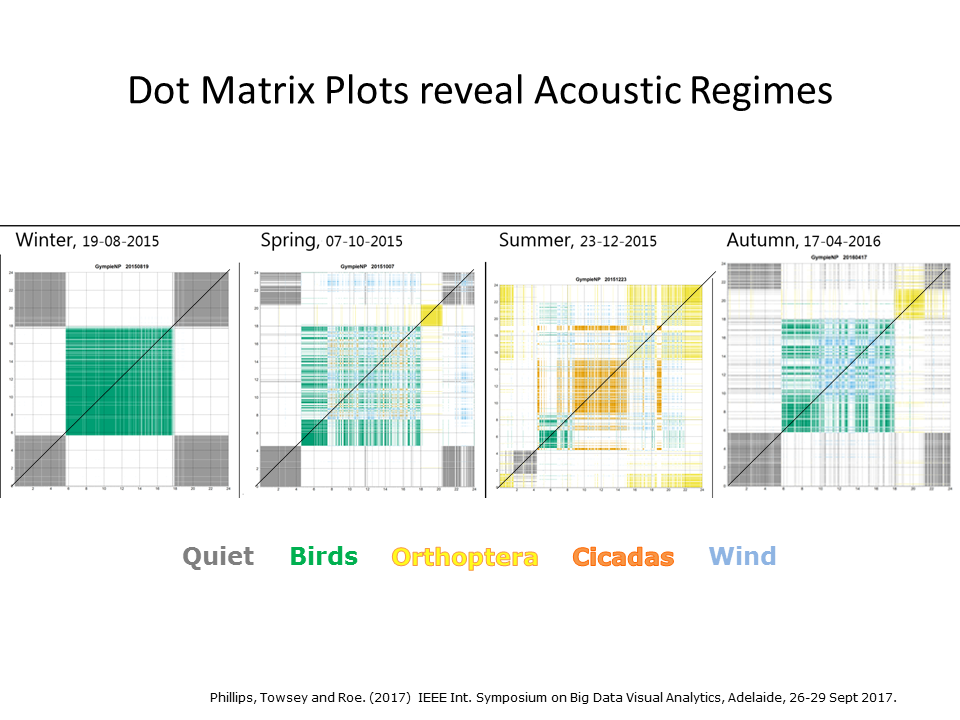 Dot Matrix Plots reveal Acoustic Regimes
Winter, 19-08-2015
Spring, 07-10-2015
Summer, 23-12-2015
Autumn, 17-04-2016
GympieNP 20150819
GympieNP 20151007
GympieNP 20151223
GympieNP 20160417
Quiet Birds Orthoptera Cicadas Wind
Phillips, Towsey and Roe. (2017) IEEE Int. Symposium on Big Data Visual Analytics, Adelaide, 26-29 Sept 2017.